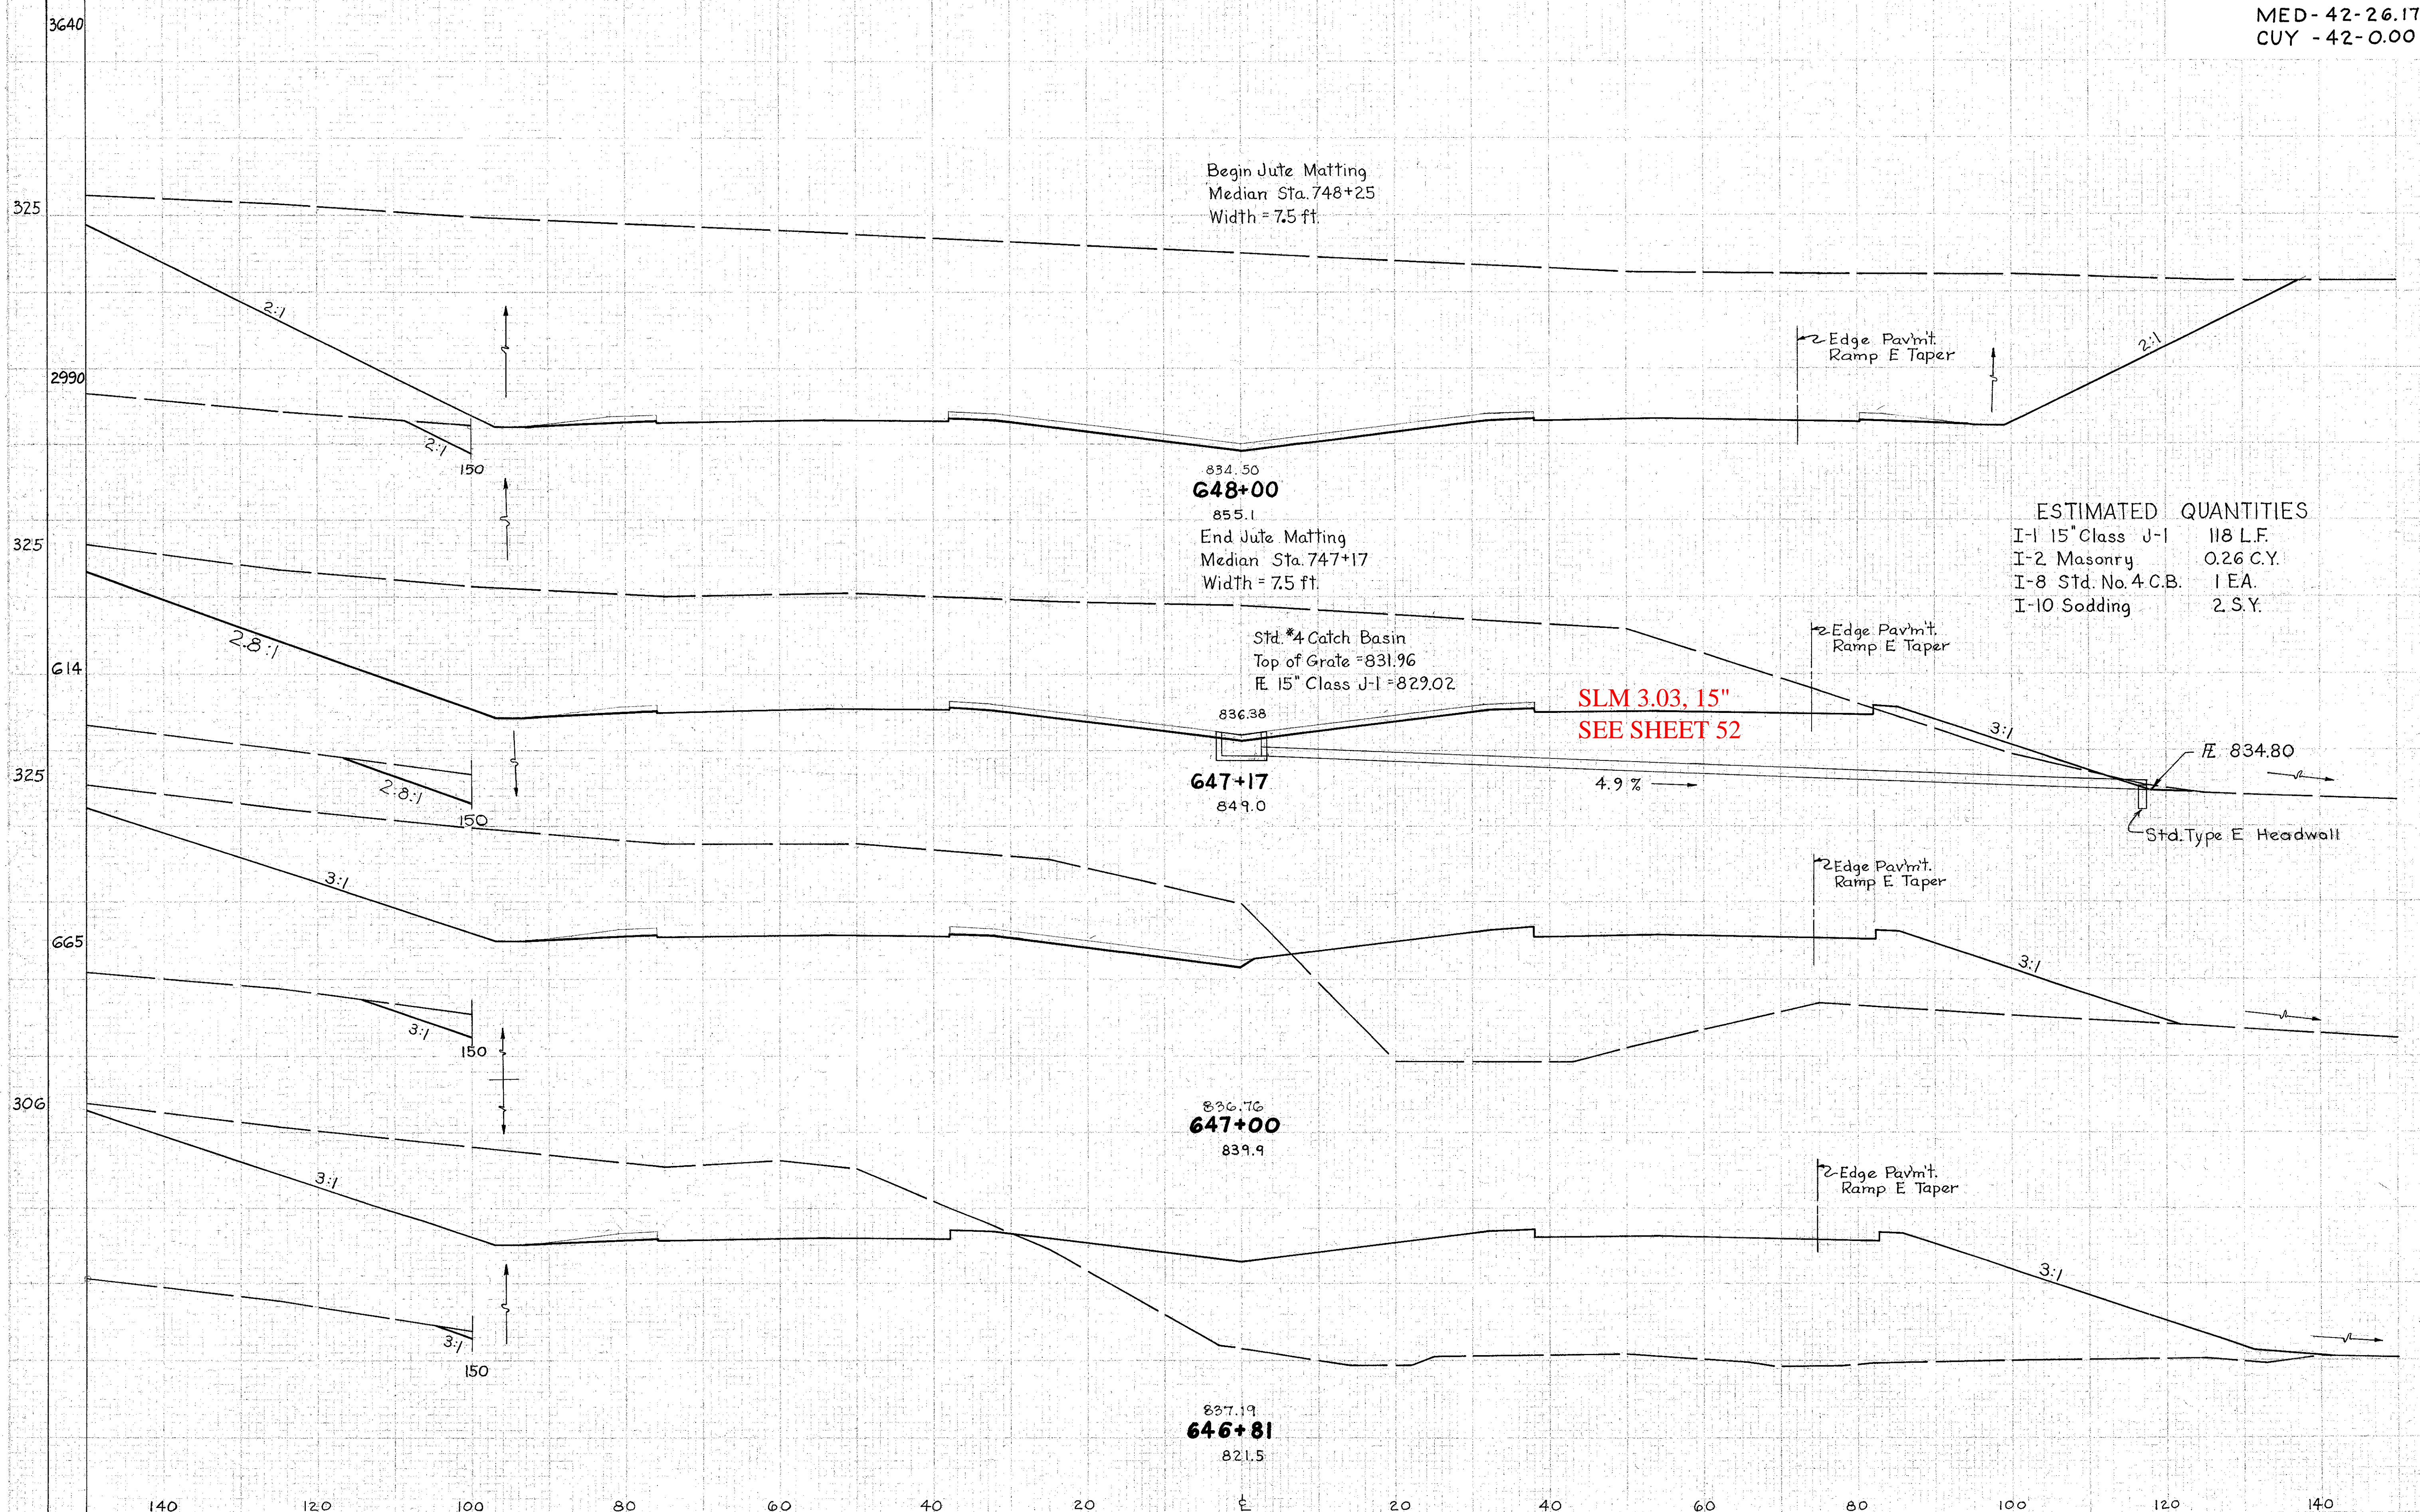 MED-42-26.17
CUY -42-0.00
3640
Begin Jute Matting
Median Sta. 748+25
Width = 7.5 ft.
325
2:1
Edge Pav'm't.
Ramp E Taper
2:1
2990
2:1
150
834.50
648+00
855.1
End Jute Matting
Median Sta. 747+17
Width = 7.5 ft.
ESTIMATED QUANTITIES
I-1 15" Class J-1 118 L.F.
I-2 Masonry 0.26 C.Y.
I-8 Std. No. 4 C.B. 1 EA.
I-10 Sodding 2 S.Y.
325
2.8:1
Std. #4 Catch Basin
Top of Grate = 831.96
FE 15" Class J-1 = 829.02
Edge Pav'm't.
Ramp E Taper
614
SLM 3.03, 15"
SEE SHEET 52
836.38
3:1
FE 834.80
647+17
849.0
4.9 %
325
2.8:1
150
Std. Type E Headwall
Edge Pav'm't.
Ramp E Taper
3:1
665
3:1
3:1
150
306
836.76
647+00
839.9
3:1
Edge Pav'm't.
Ramp E Taper
3:1
3:1
150
837.19
646+81
821.5
140 120 100 80 60 40 20 ℄ 20 40 60 80 100 120 140